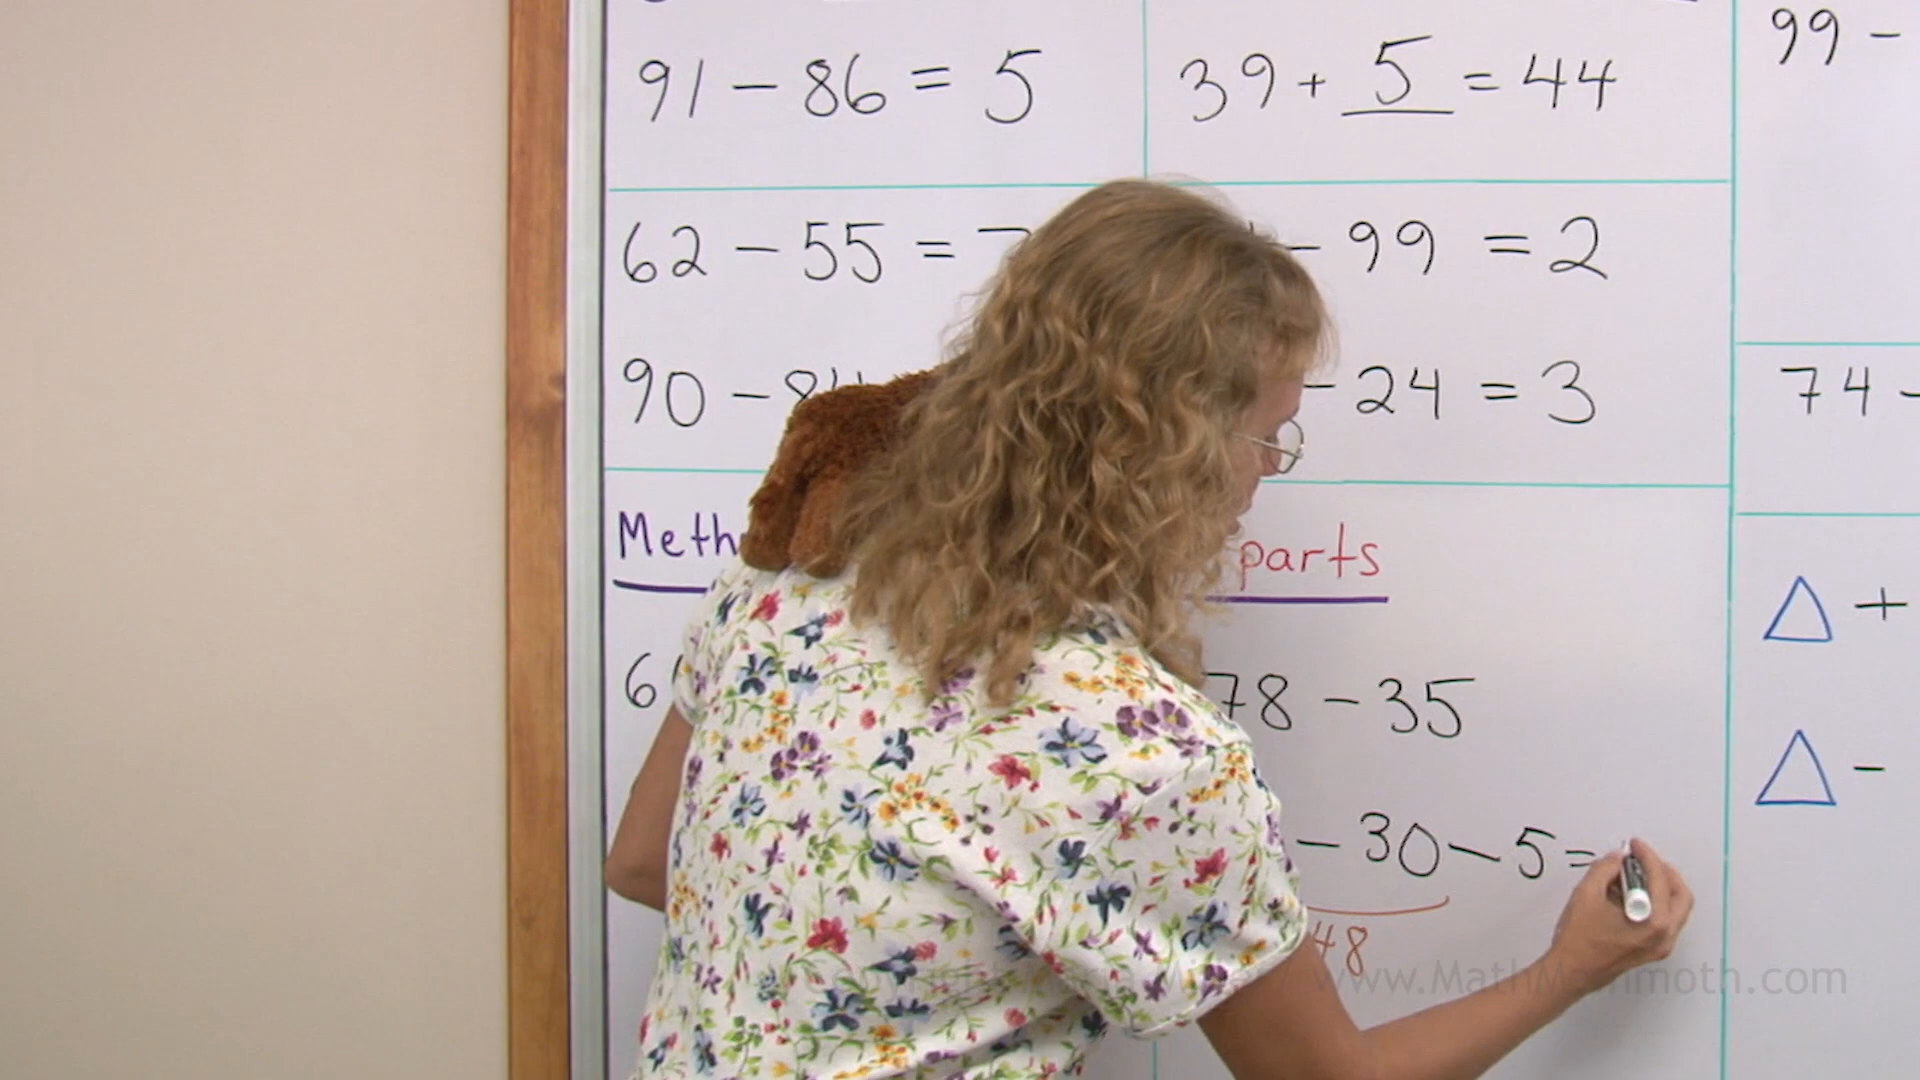 91 - 86 = 5
39 + 5 = 44
99 -
62 - 55 = 7
- 99 = 2
90 - 84
- 24 = 3
74 -
Meth
parts
△ +
6
78 - 35
△ -
- 30 - 5 =
48
www.MathMammoth.com